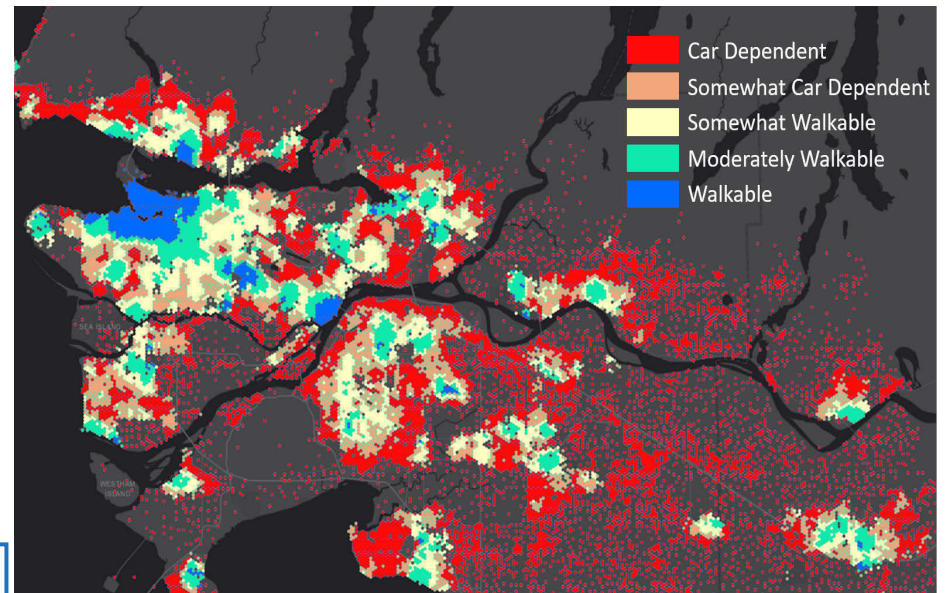 Car Dependent
Somewhat Car Dependent
Somewhat Walkable
Moderately Walkable
Walkable
SEA ISLAND
WESTHAM
ISLAND